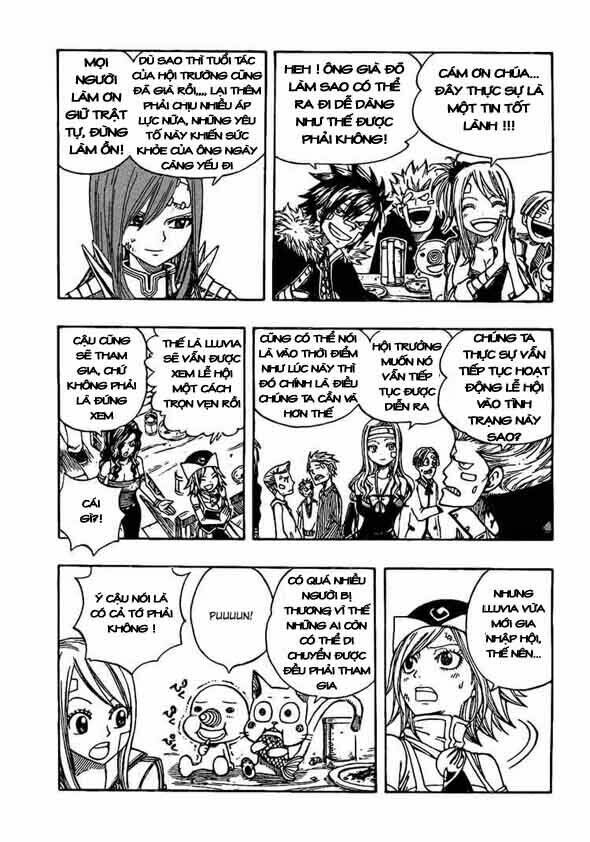 CÁM ƠN CHÚA...
ĐÂY THỰC SỰ LÀ
MỘT TIN TỐT
LÀNH !!!
HEH ! ÔNG GIÀ ĐÓ
LÀM SAO CÓ THỂ
RA ĐI DỄ DÀNG
NHƯ THẾ ĐƯỢC
PHẢI KHÔNG!
DÙ SAO THÌ TUỔI TÁC
CỦA HỘI TRƯỞNG CŨNG
ĐÃ GIÀ RỒI,,,, LẠI THÊM
PHẢI CHỊU NHIỀU ÁP
LỰC NỮA, NHỮNG YÊU
TỐ NÀY KHIẾN SỨC
KHỎE CỦA ÔNG NGÀY
CÀNG YẾU ĐI
MỌI
NGƯỜI
LÀM ƠN
GIỮ TRẬT
TỰ, ĐỪNG
LÀM ỒN!
CHÚNG TA
THỰC SỰ VẪN
TIẾP TỤC HOẠT
ĐỘNG LỄ HỘI
VÀO TÌNH
TRẠNG NÀY
SAO?
HỘI TRƯỞNG
MUỐN NÓ
VẪN TIẾP
TỤC ĐƯỢC
DIỄN RA
CŨNG CÓ THỂ NÓI
LÀ VÀO THỜI ĐIỂM
NHƯ LÚC NÀY THÌ
ĐÓ CHÍNH LÀ ĐIỀU
CHÚNG TA CẦN VÀ
HƠN THẾ
THẾ LÀ LLUVIA
SẼ VẪN ĐƯỢC
XEM LỄ HỘI
MỘT CÁCH
TRỌN VẸN RỒI
CẬU CŨNG
SẼ THAM
GIA, CHỨ
KHÔNG PHẢI
LÀ ĐỨNG
XEM
CÁI
GÌ?!
NHƯNG
LLUVIA VỪA
MỚI GIA
NHẬP HỘI,
THẾ NÊN...
CÓ QUÁ NHIỀU
NGƯỜI BỊ
THƯƠNG VÌ THẾ
NHỮNG AI CÒN
CÓ THỂ DI
CHUYỂN ĐƯỢC
ĐỀU PHẢI THAM
GIA
PUUUUN!
Ý CẬU NÓI LÀ
CÓ CẢ TỚ PHẢI
KHÔNG !